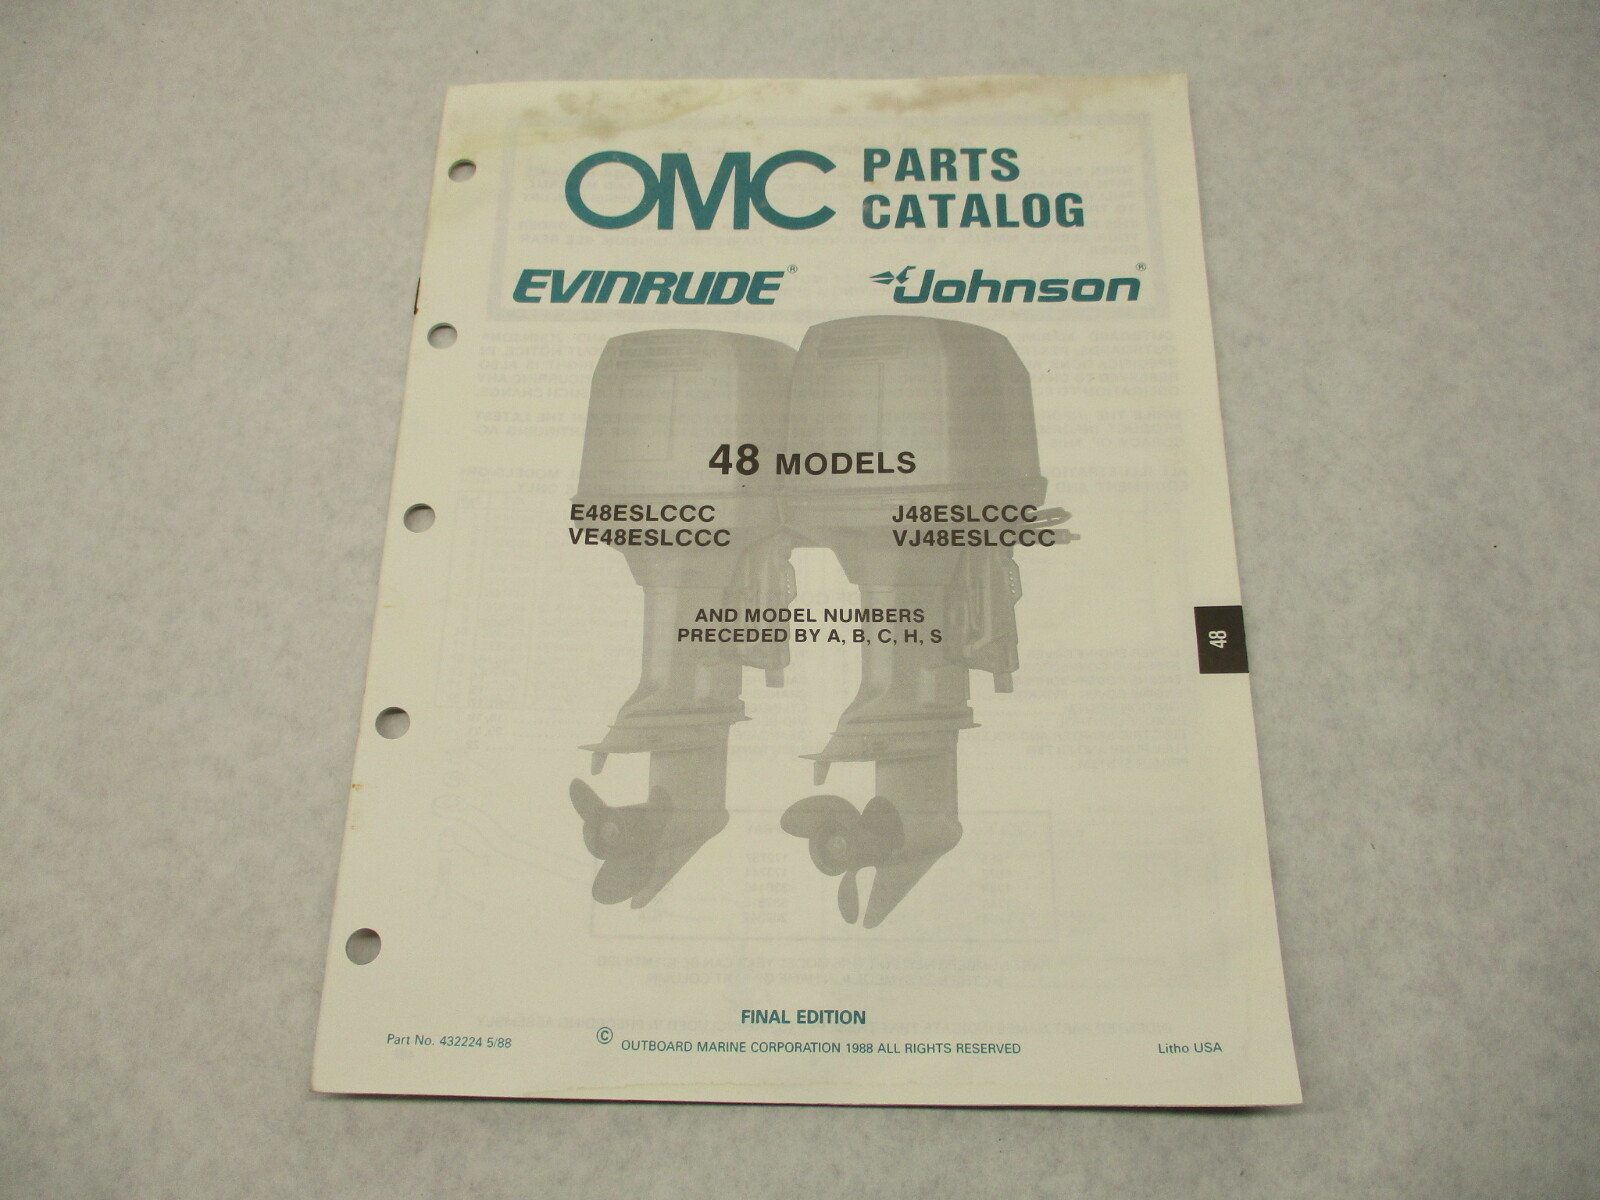 OMC PARTS CATALOG
EVINRUDE® Johnson®
48 MODELS
E48ESLCCC J48ESLCCC
VE48ESLCCC VJ48ESLCCC
AND MODEL NUMBERS
PRECEDED BY A, B, C, H, S
48
FINAL EDITION
Part No. 432224 5/88 © OUTBOARD MARINE CORPORATION 1988 ALL RIGHTS RESERVED Litho USA